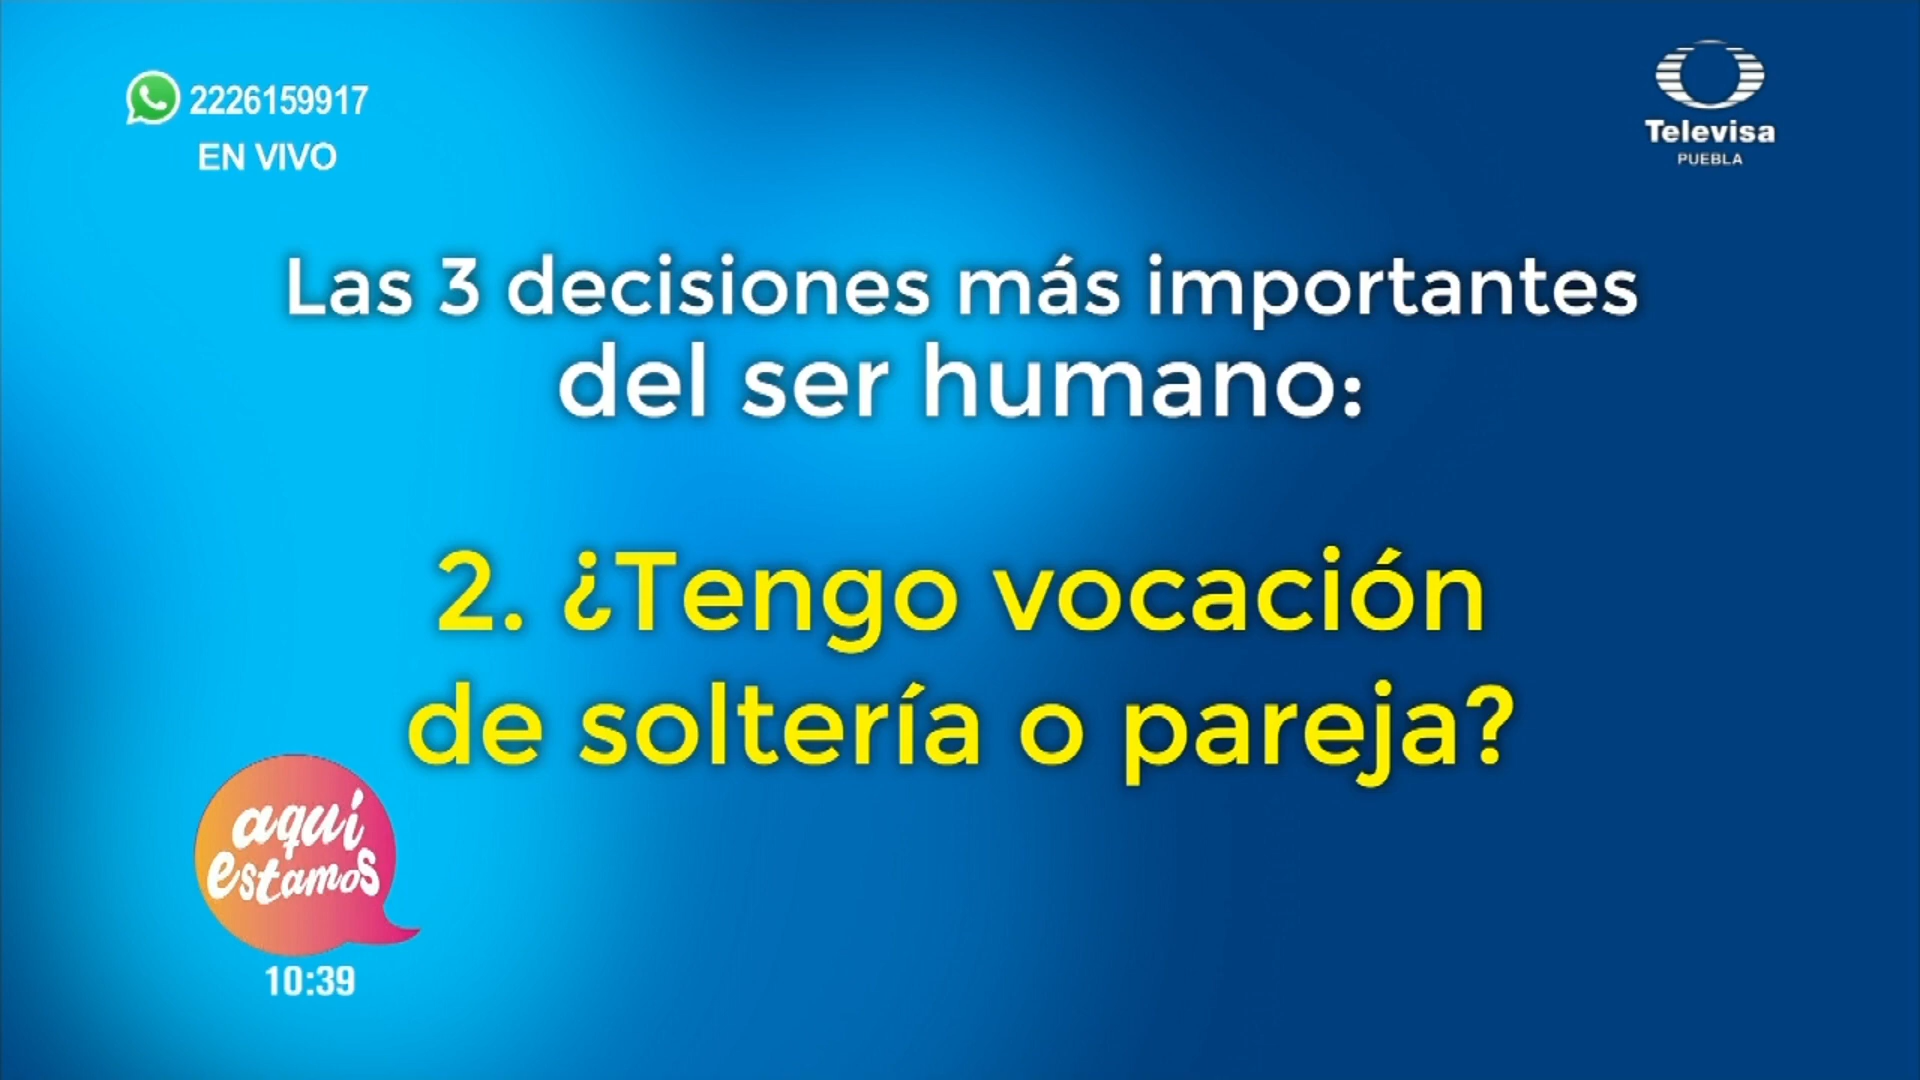 2226159917
EN VIVO
Televisa
PUEBLA
Las 3 decisiones más importantes
del ser humano:
2. ¿Tengo vocación
de soltería o pareja?
aquí
estamos
10:39